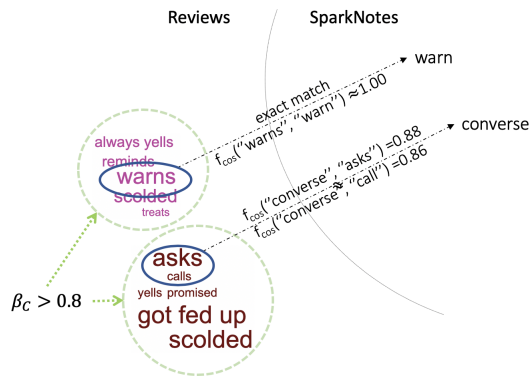 Reviews SparkNotes
warn
exact match
f_cos("warns", "warn") ≈1.00
converse
f_cos("converse", "asks") =0.88
≈
f_cos("converse", "call") =0.86
always yells
reminds
warns
scolded
treats
asks
calls
yells promised
got fed up
scolded
β_C > 0.8